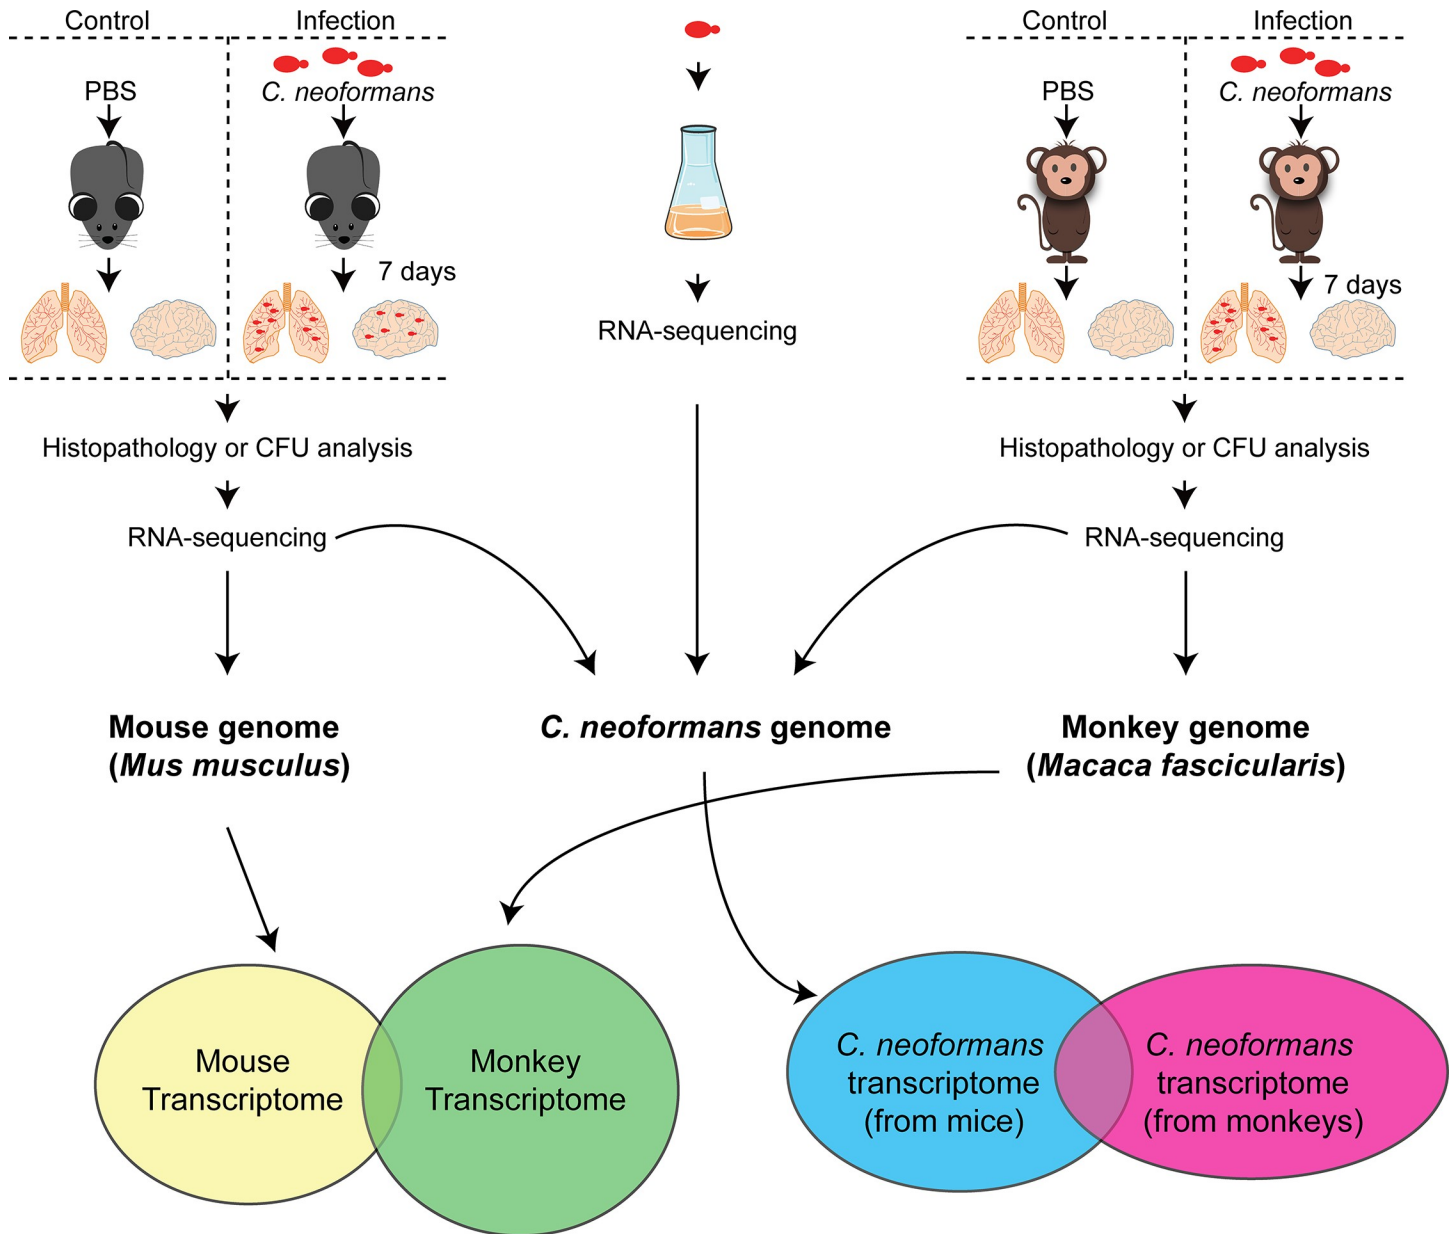 Control
Infection
PBS
C. neoformans
7 days
Histopathology or CFU analysis
RNA-sequencing
RNA-sequencing
Control
Infection
PBS
C. neoformans
7 days
Histopathology or CFU analysis
RNA-sequencing
Mouse genome
(Mus musculus)
C. neoformans genome
Monkey genome
(Macaca fascicularis)
Mouse
Transcriptome
Monkey
Transcriptome
C. neoformans
transcriptome
(from mice)
C. neoformans
transcriptome
(from monkeys)